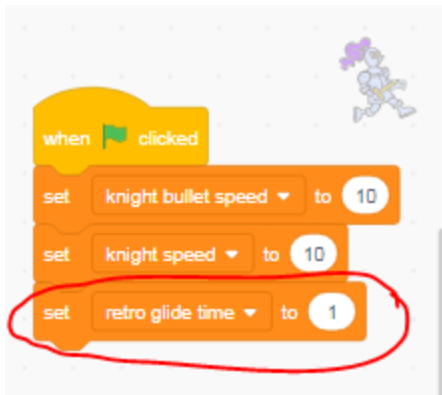 when clicked
set knight bullet speed to 10
set knight speed to 10
set retro glide time to 1